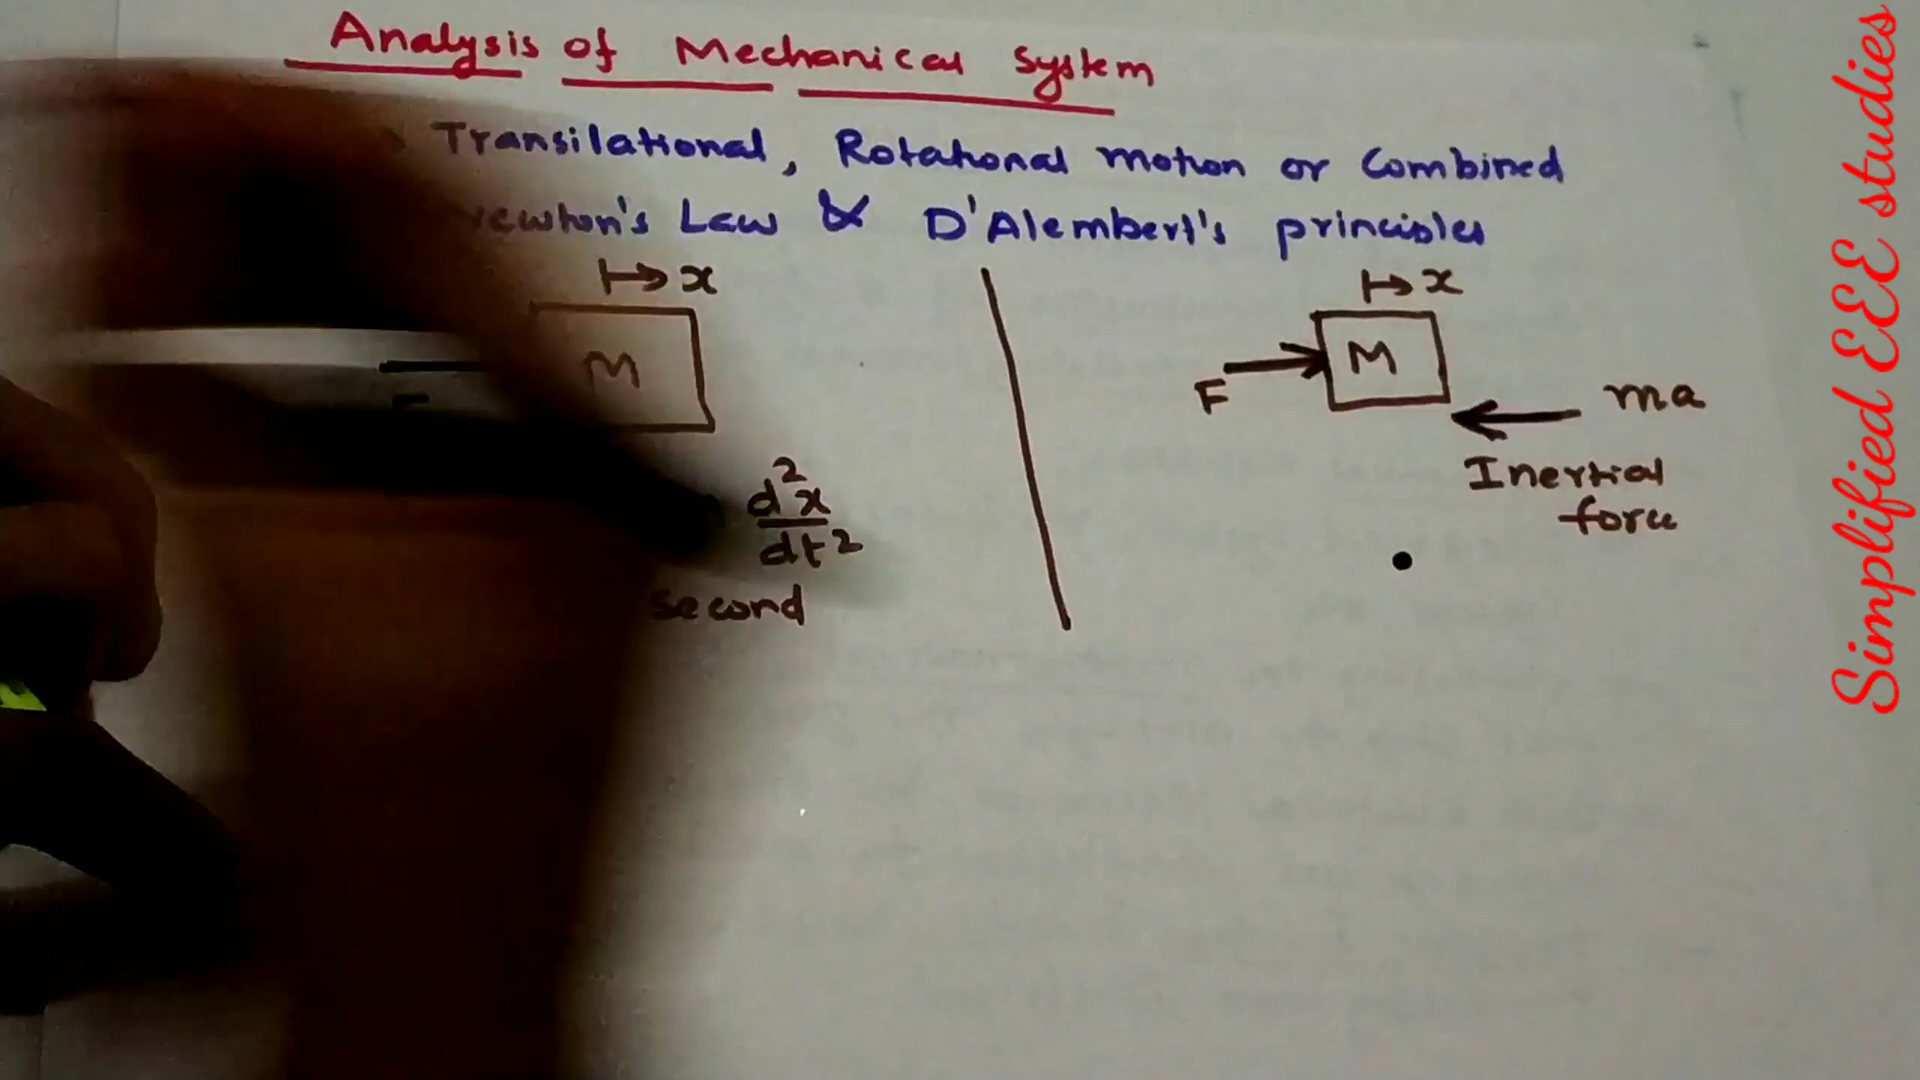 Analysis of Mechanical System
Transilational, Rotational motion or Combined
Newton's Law & D'Alembert's principles
x
M
F
d²x
dt²
second
x
M
F
ma
Inertial
force
Simplified EEE studies